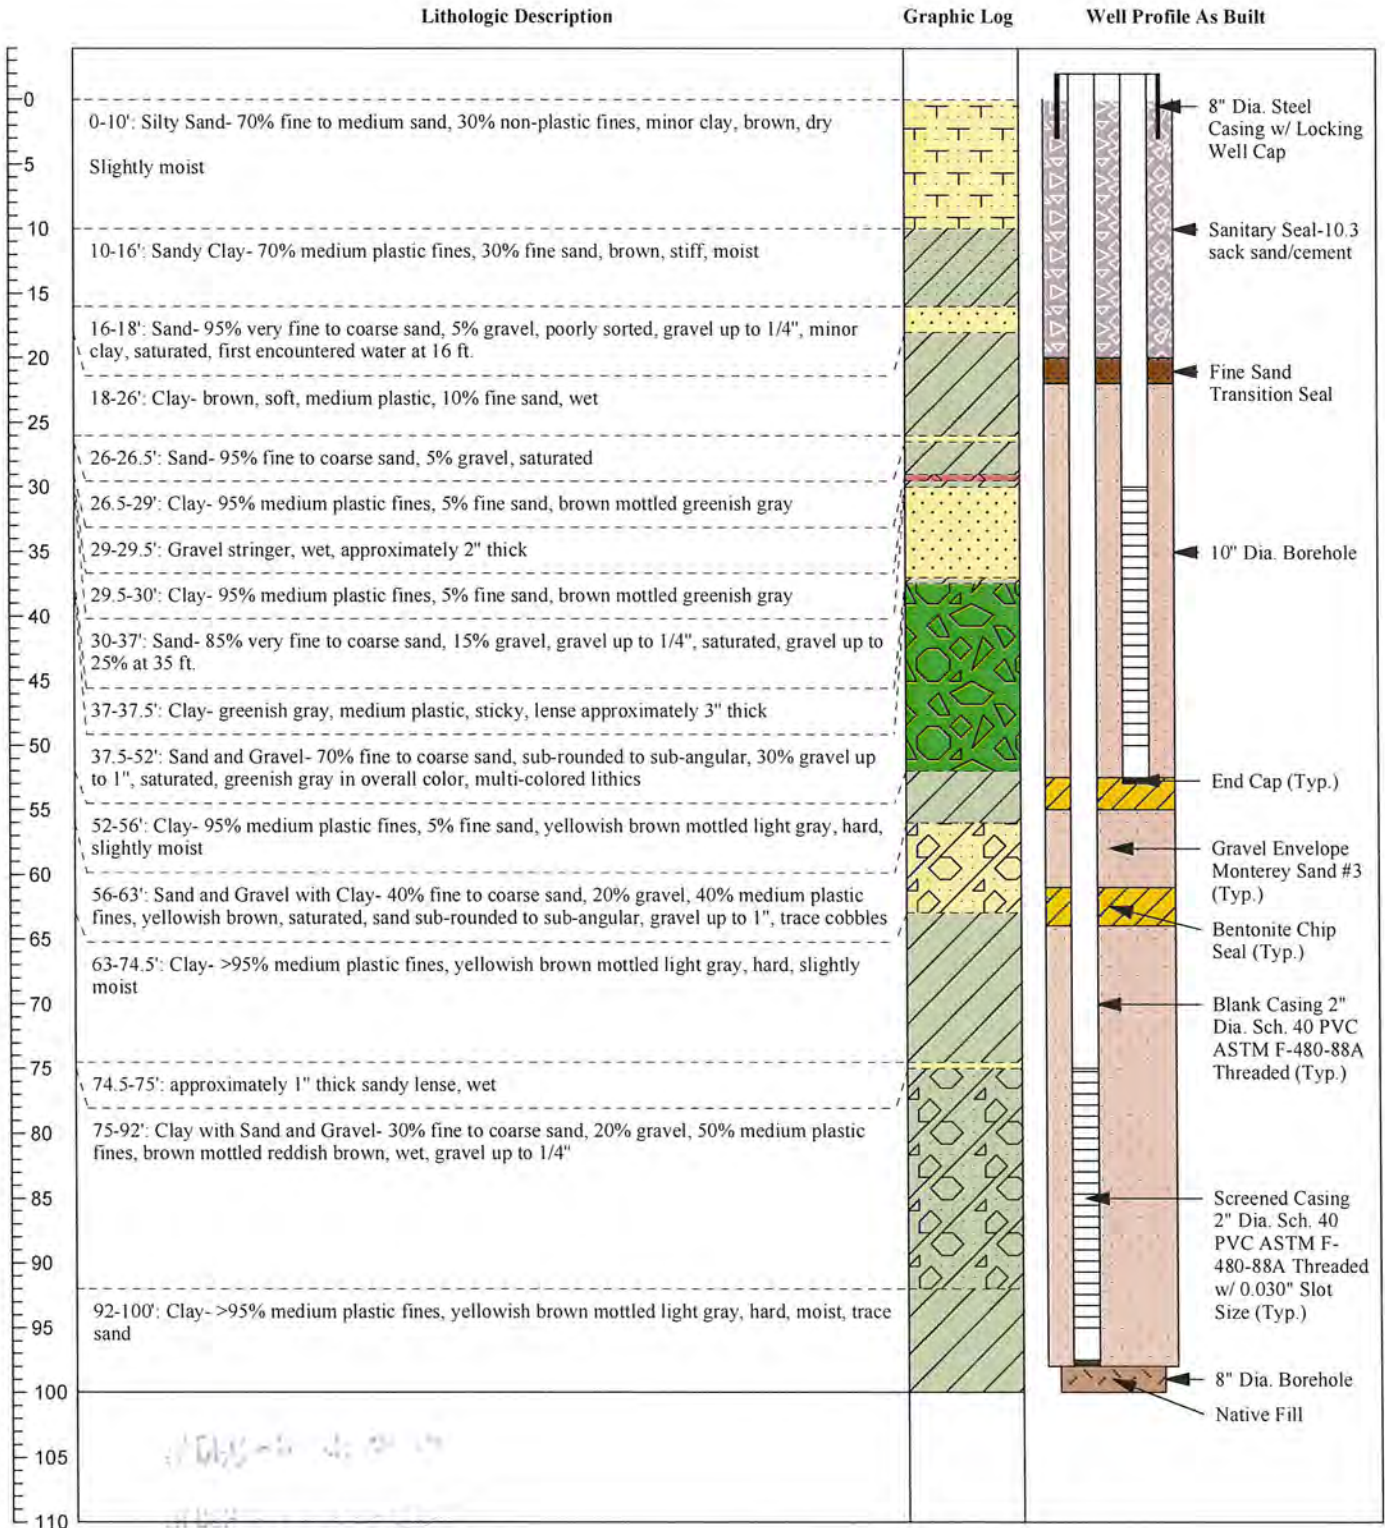 Lithologic Description
Graphic Log
Well Profile As Built
0
5
10
15
20
25
30
35
40
45
50
55
60
65
70
75
80
85
90
95
100
105
110
0-10': Silty Sand- 70% fine to medium sand, 30% non-plastic fines, minor clay, brown, dry
Slightly moist
10-16': Sandy Clay- 70% medium plastic fines, 30% fine sand, brown, stiff, moist
16-18': Sand- 95% very fine to coarse sand, 5% gravel, poorly sorted, gravel up to 1/4", minor
clay, saturated, first encountered water at 16 ft.
18-26': Clay- brown, soft, medium plastic, 10% fine sand, wet
26-26.5': Sand- 95% fine to coarse sand, 5% gravel, saturated
26.5-29': Clay- 95% medium plastic fines, 5% fine sand, brown mottled greenish gray
29-29.5': Gravel stringer, wet, approximately 2" thick
29.5-30': Clay- 95% medium plastic fines, 5% fine sand, brown mottled greenish gray
30-37': Sand- 85% very fine to coarse sand, 15% gravel, gravel up to 1/4", saturated, gravel up to
25% at 35 ft.
37-37.5': Clay- greenish gray, medium plastic, sticky, lense approximately 3" thick
37.5-52': Sand and Gravel- 70% fine to coarse sand, sub-rounded to sub-angular, 30% gravel up
to 1", saturated, greenish gray in overall color, multi-colored lithics
52-56': Clay- 95% medium plastic fines, 5% fine sand, yellowish brown mottled light gray, hard,
slightly moist
56-63': Sand and Gravel with Clay- 40% fine to coarse sand, 20% gravel, 40% medium plastic
fines, yellowish brown, saturated, sand sub-rounded to sub-angular, gravel up to 1", trace cobbles
63-74.5': Clay- >95% medium plastic fines, yellowish brown mottled light gray, hard, slightly
moist
74.5-75': approximately 1" thick sandy lense, wet
75-92': Clay with Sand and Gravel- 30% fine to coarse sand, 20% gravel, 50% medium plastic
fines, brown mottled reddish brown, wet, gravel up to 1/4"
92-100': Clay- >95% medium plastic fines, yellowish brown mottled light gray, hard, moist, trace
sand
8" Dia. Steel
Casing w/ Locking
Well Cap
Sanitary Seal-10.3
sack sand/cement
Fine Sand
Transition Seal
10" Dia. Borehole
End Cap (Typ.)
Gravel Envelope
Monterey Sand #3
(Typ.)
Bentonite Chip
Seal (Typ.)
Blank Casing 2"
Dia. Sch. 40 PVC
ASTM F-480-88A
Threaded (Typ.)
Screened Casing
2" Dia. Sch. 40
PVC ASTM F-
480-88A Threaded
w/ 0.030" Slot
Size (Typ.)
8" Dia. Borehole
Native Fill